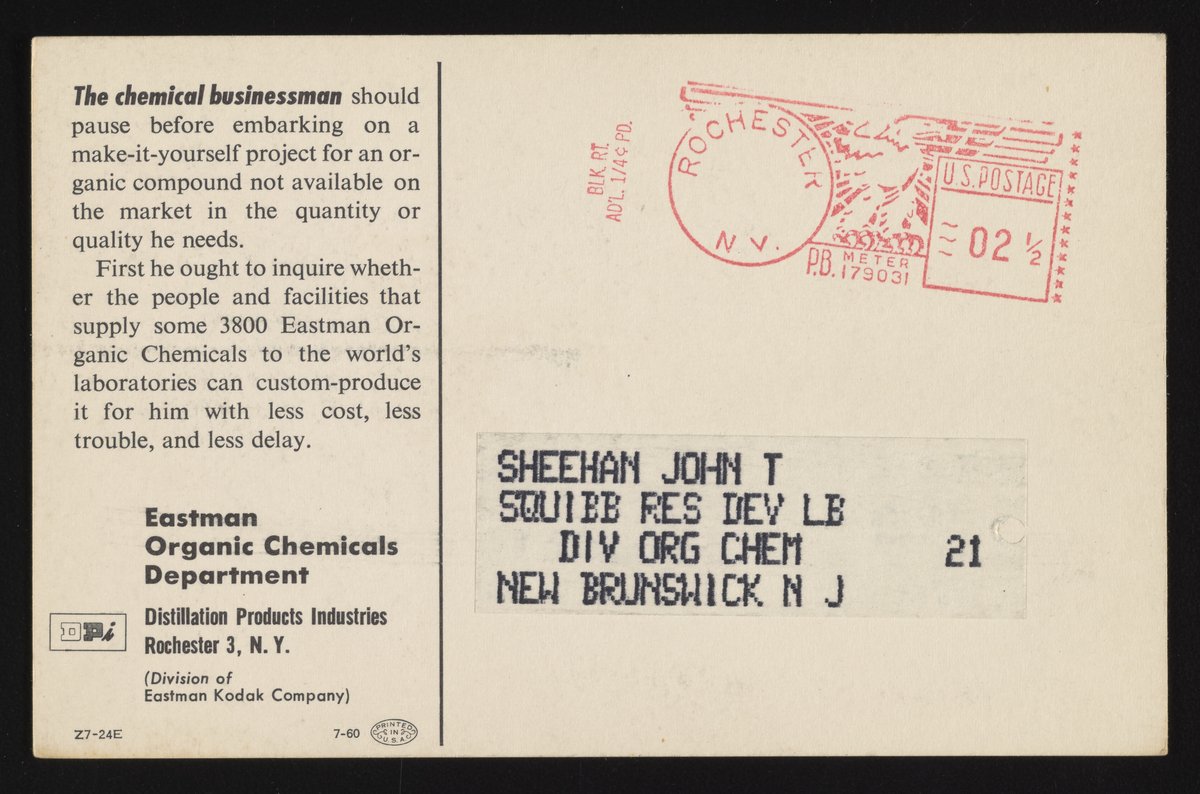 The chemical businessman should
pause before embarking on a
make-it-yourself project for an or-
ganic compound not available on
the market in the quantity or
quality he needs.
First he ought to inquire wheth-
er the people and facilities that
supply some 3800 Eastman Or-
ganic Chemicals to the world's
laboratories can custom-produce
it for him with less cost, less
trouble, and less delay.
Eastman
Organic Chemicals
Department
DPi
Distillation Products Industries
Rochester 3, N. Y.
(Division of
Eastman Kodak Company)
Z7-24E
7-60
PRINTED
IN
U.S.A.
BLK. RT.
AD'L. 1/4¢ PD.
ROCHESTER
N.Y.
P.B. METER
179031
U.S. POSTAGE
02 1/2
SHEEHAN JOHN T
SQUIBB RES DEV LB
DIV ORG CHEM 21
NEW BRUNSWICK N J